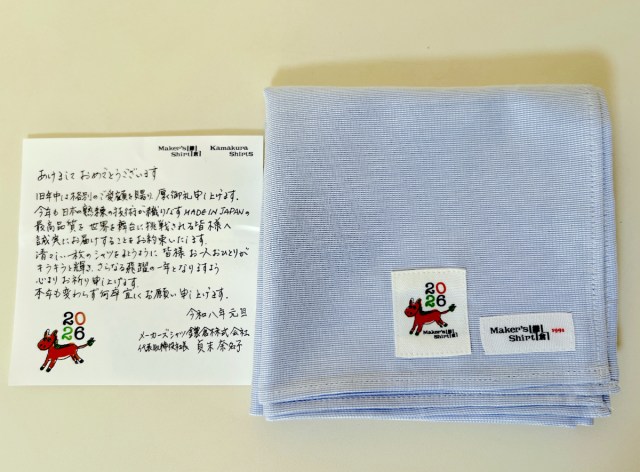 Maker's Shirt 鎌倉 Kamakura Shirts
あけまして おめでとうございます
旧年中は格別のご愛顧を賜り、厚く御礼申し上げます。
今年も日本の熟練の技術が織りなすMADE IN JAPANの
最高品質を世界を舞台に挑戦される皆様へ
誠実にお届けすることをお約束いたします。
清々しい一枚のシャツをまとうように皆様お一人おひとりが
キラキラと輝き、さらなる飛躍の一年となりますよう
心よりお祈り申し上げます。
本年も変わらず何卒宜しくお願い申し上げます。
令和八年元旦
メーカーズシャツ鎌倉株式会社
代表取締役社長 貞末 奈名子
2026
2026
Maker's Shirt 鎌倉
Maker's Shirt 鎌倉 1991